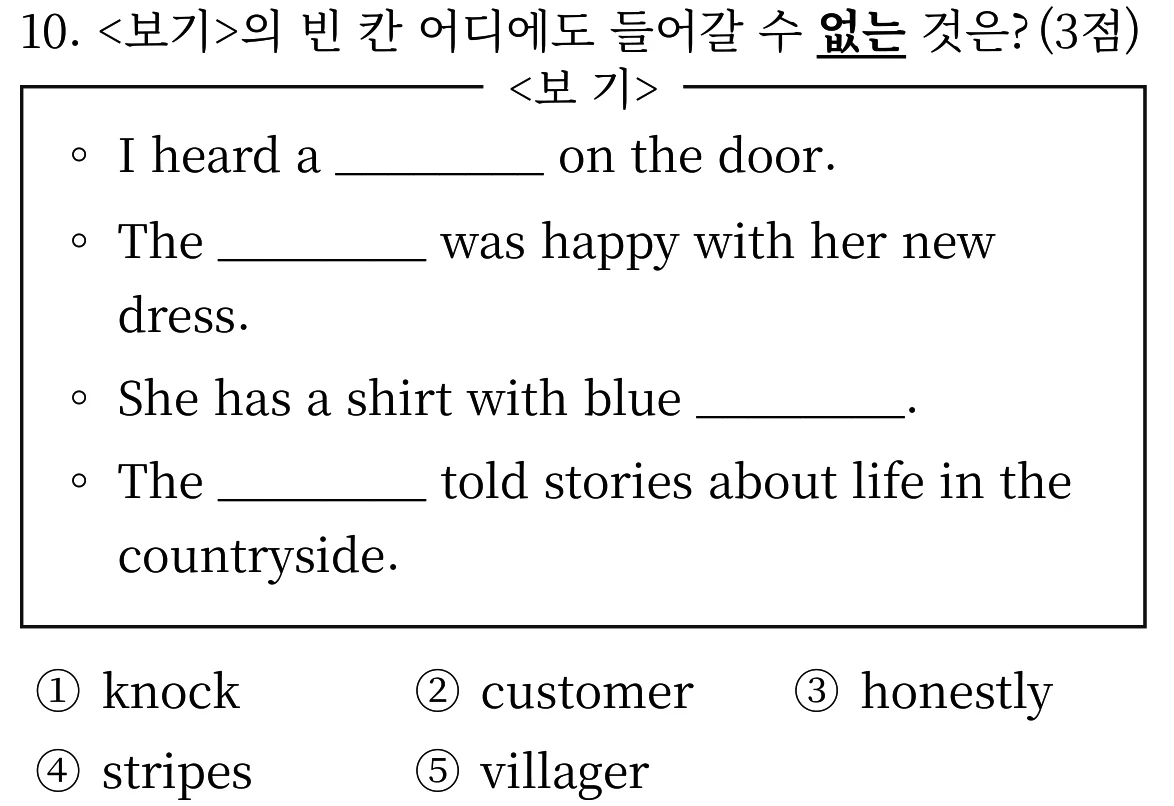 10. <보기>의 빈 칸 어디에도 들어갈 수 없는 것은?(3점)
<보 기>
◦ I heard a ________ on the door.
◦ The ________ was happy with her new
dress.
◦ She has a shirt with blue ________.
◦ The ________ told stories about life in the
countryside.
① knock ② customer ③ honestly
④ stripes ⑤ villager